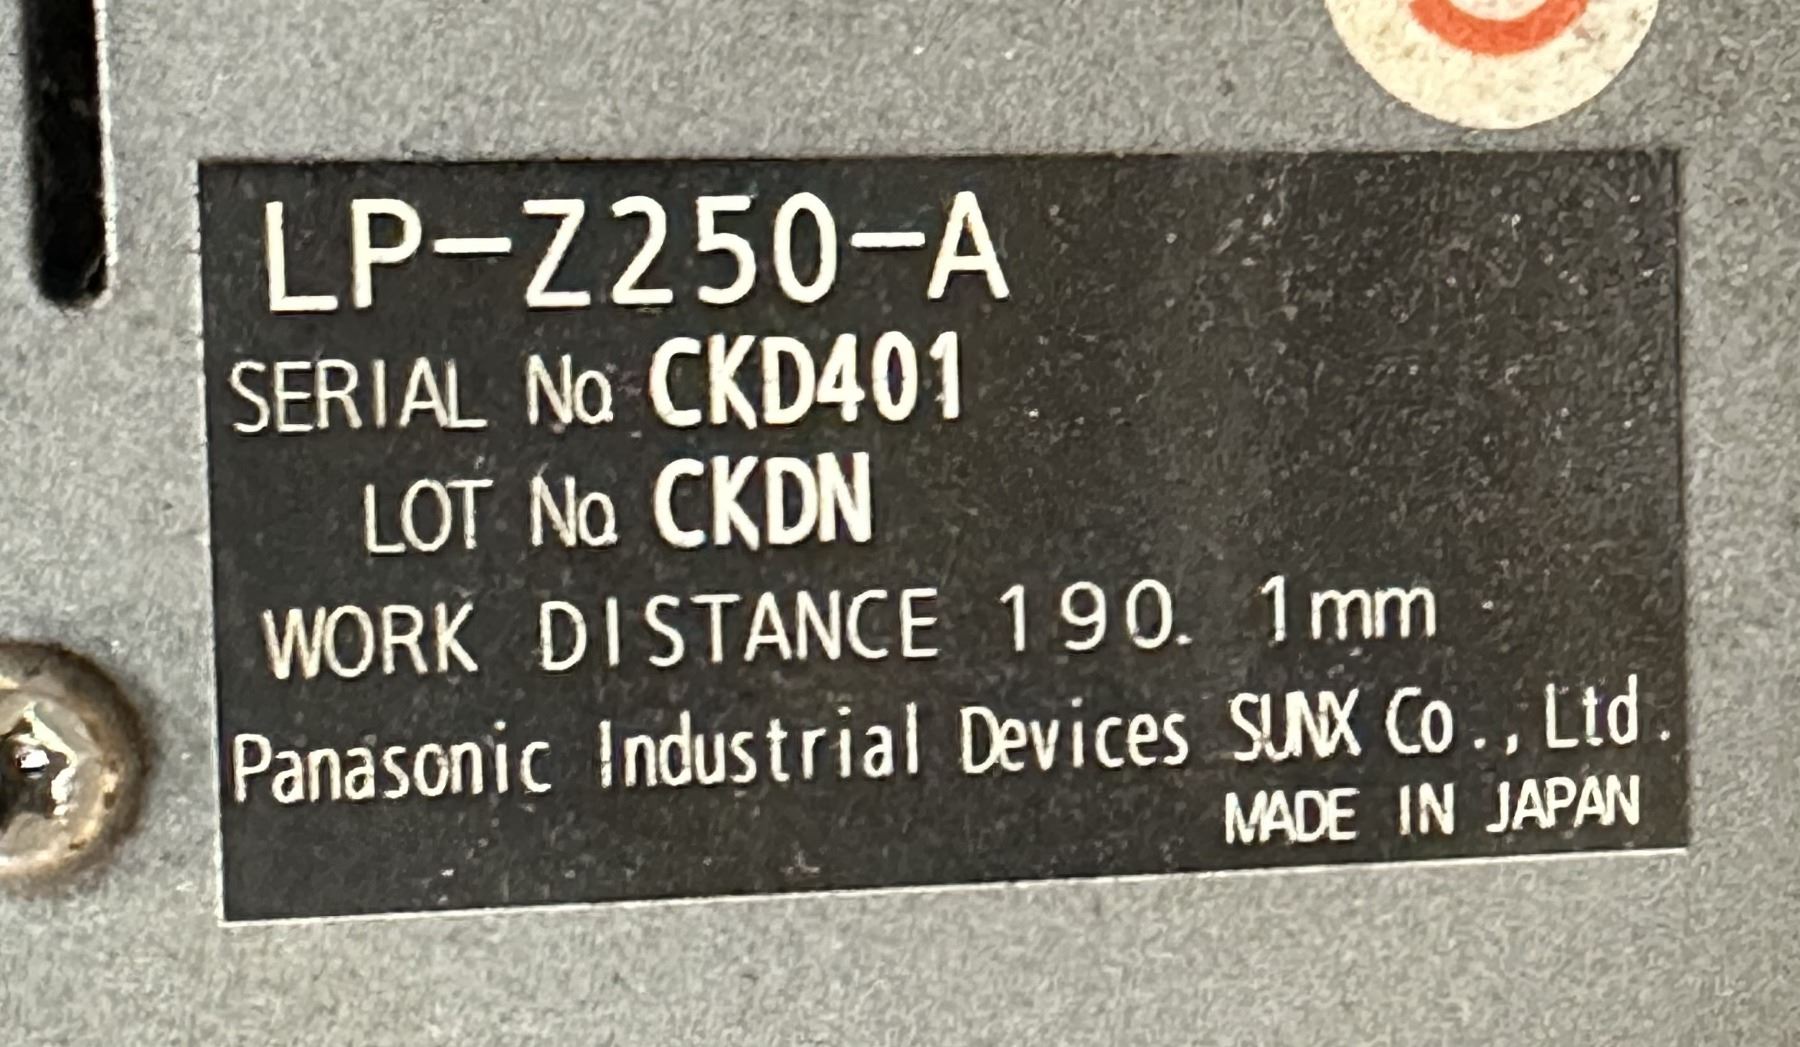 LP-Z250-A
SERIAL No. CKD401
LOT No. CKDN
WORK DISTANCE 190. 1mm
Panasonic Industrial Devices SUNX Co., Ltd.
MADE IN JAPAN